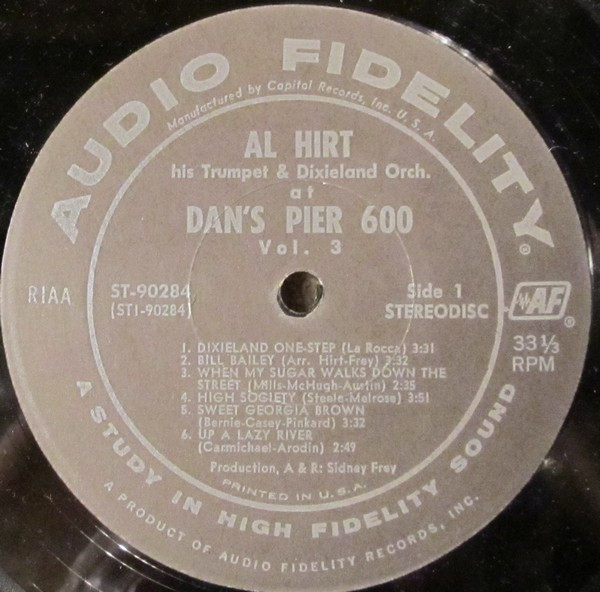 AUDIO FIDELITY®
Manufactured by Capitol Records, Inc. U.S.A.
AL HIRT
his Trumpet & Dixieland Orch.
at
DAN'S PIER 600
Vol. 3
RIAA
ST-90284
(ST1-90284)
Side 1
STEREODISC
AF®
33⅓
RPM
1. DIXIELAND ONE-STEP (La Rocca) 3:31
2. BILL BAILEY (Arr. Hirt-Frey) 3:32
3. WHEN MY SUGAR WALKS DOWN THE
STREET (Mills-McHugh-Austin) 2:35
4. HIGH SOCIETY (Steele-Melrose) 3:51
5. SWEET GEORGIA BROWN
(Bernie-Casey-Pinkard) 3:32
6. UP A LAZY RIVER
(Carmichael-Arodin) 2:49
Production, A & R: Sidney Frey
PRINTED IN U.S.A.
A STUDY IN HIGH FIDELITY SOUND
A PRODUCT OF AUDIO FIDELITY RECORDS, INC.